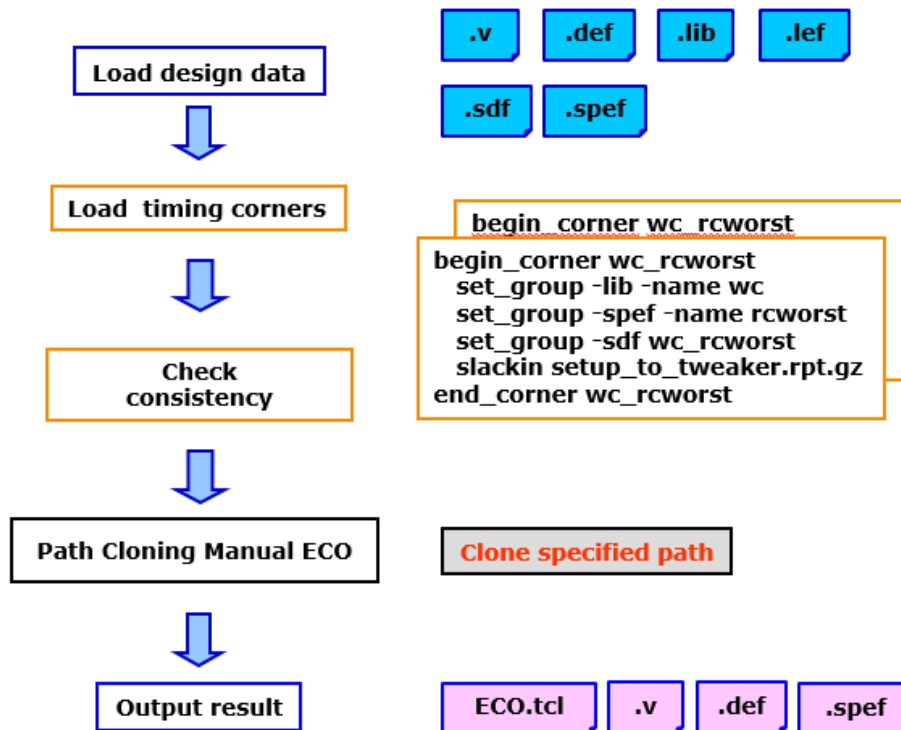 Load design data
.v
.def
.lib
.lef
.sdf
.spef
Load timing corners
begin_corner wc_rcworst
begin_corner wc_rcworst
set_group -lib -name wc
set_group -spef -name rcworst
set_group -sdf wc_rcworst
slackin setup_to_tweaker.rpt.gz
end_corner wc_rcworst
Check
consistency
Path Cloning Manual ECO
Clone specified path
Output result
ECO.tcl
.v
.def
.spef